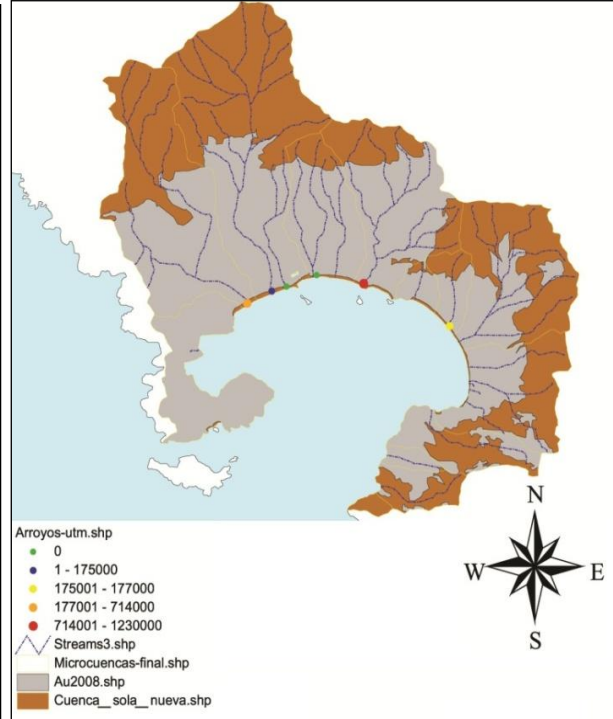 N
W E
S
Arroyos-utm.shp
0
1 - 175000
175001 - 177000
177001 - 714000
714001 - 1230000
Streams3.shp
Microcuencas-final.shp
Au2008.shp
Cuenca__sola__nueva.shp